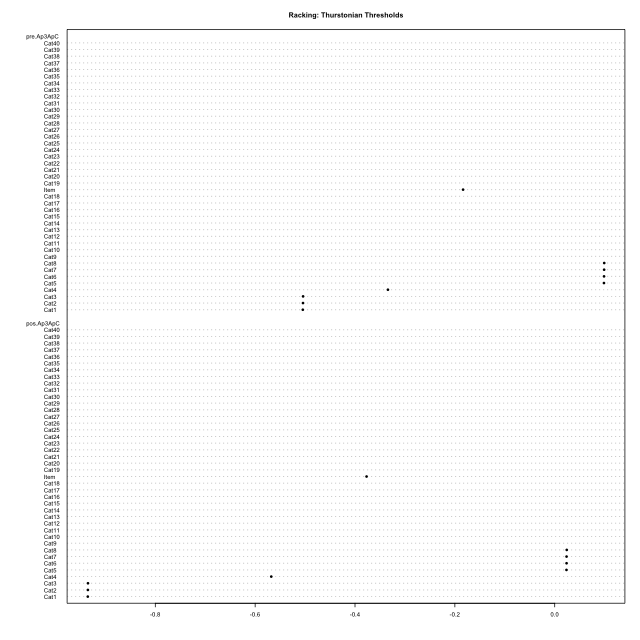 Racking: Thurstonian Thresholds
pre.Ap3ApC
Cat40
Cat39
Cat38
Cat37
Cat36
Cat35
Cat34
Cat33
Cat32
Cat31
Cat30
Cat29
Cat28
Cat27
Cat26
Cat25
Cat24
Cat23
Cat22
Cat21
Cat20
Cat19
Item
Cat18
Cat17
Cat16
Cat15
Cat14
Cat13
Cat12
Cat11
Cat10
Cat9
Cat8
Cat7
Cat6
Cat5
Cat4
Cat3
Cat2
Cat1
pos.Ap3ApC
Cat40
Cat39
Cat38
Cat37
Cat36
Cat35
Cat34
Cat33
Cat32
Cat31
Cat30
Cat29
Cat28
Cat27
Cat26
Cat25
Cat24
Cat23
Cat22
Cat21
Cat20
Cat19
Item
Cat18
Cat17
Cat16
Cat15
Cat14
Cat13
Cat12
Cat11
Cat10
Cat9
Cat8
Cat7
Cat6
Cat5
Cat4
Cat3
Cat2
Cat1
-0.8 -0.6 -0.4 -0.2 0.0